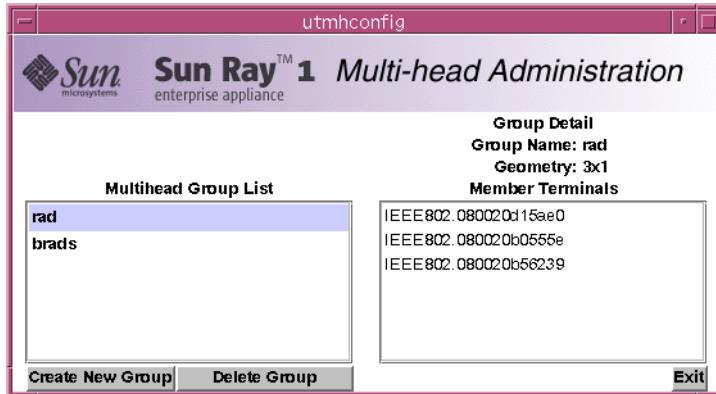 utmhconfig
Sun microsystems
Sun Ray™ 1 Multi-head Administration
enterprise appliance
Group Detail
Group Name: rad
Geometry: 3x1
Multihead Group List
Member Terminals
rad
brads
IEEE802.080020d15ae0
IEEE802.080020b0555e
IEEE802.080020b56239
Create New Group
Delete Group
Exit